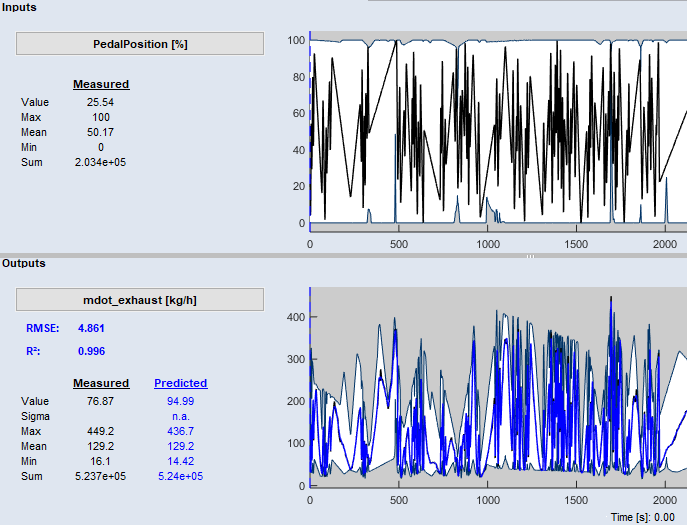 Inputs
PedalPosition [%]
Measured
Value 25.54
Max 100
Mean 50.17
Min 0
Sum 2.034e+05
100
80
60
40
20
0
0 500 1000 1500 2000
Outputs
mdot_exhaust [kg/h]
RMSE: 4.861
R²: 0.996
Measured Predicted
Value 76.87 94.99
Sigma n.a.
Max 449.2 436.7
Mean 129.2 129.2
Min 16.1 14.42
Sum 5.237e+05 5.24e+05
400
300
200
100
0
0 500 1000 1500 2000
Time [s]: 0.00